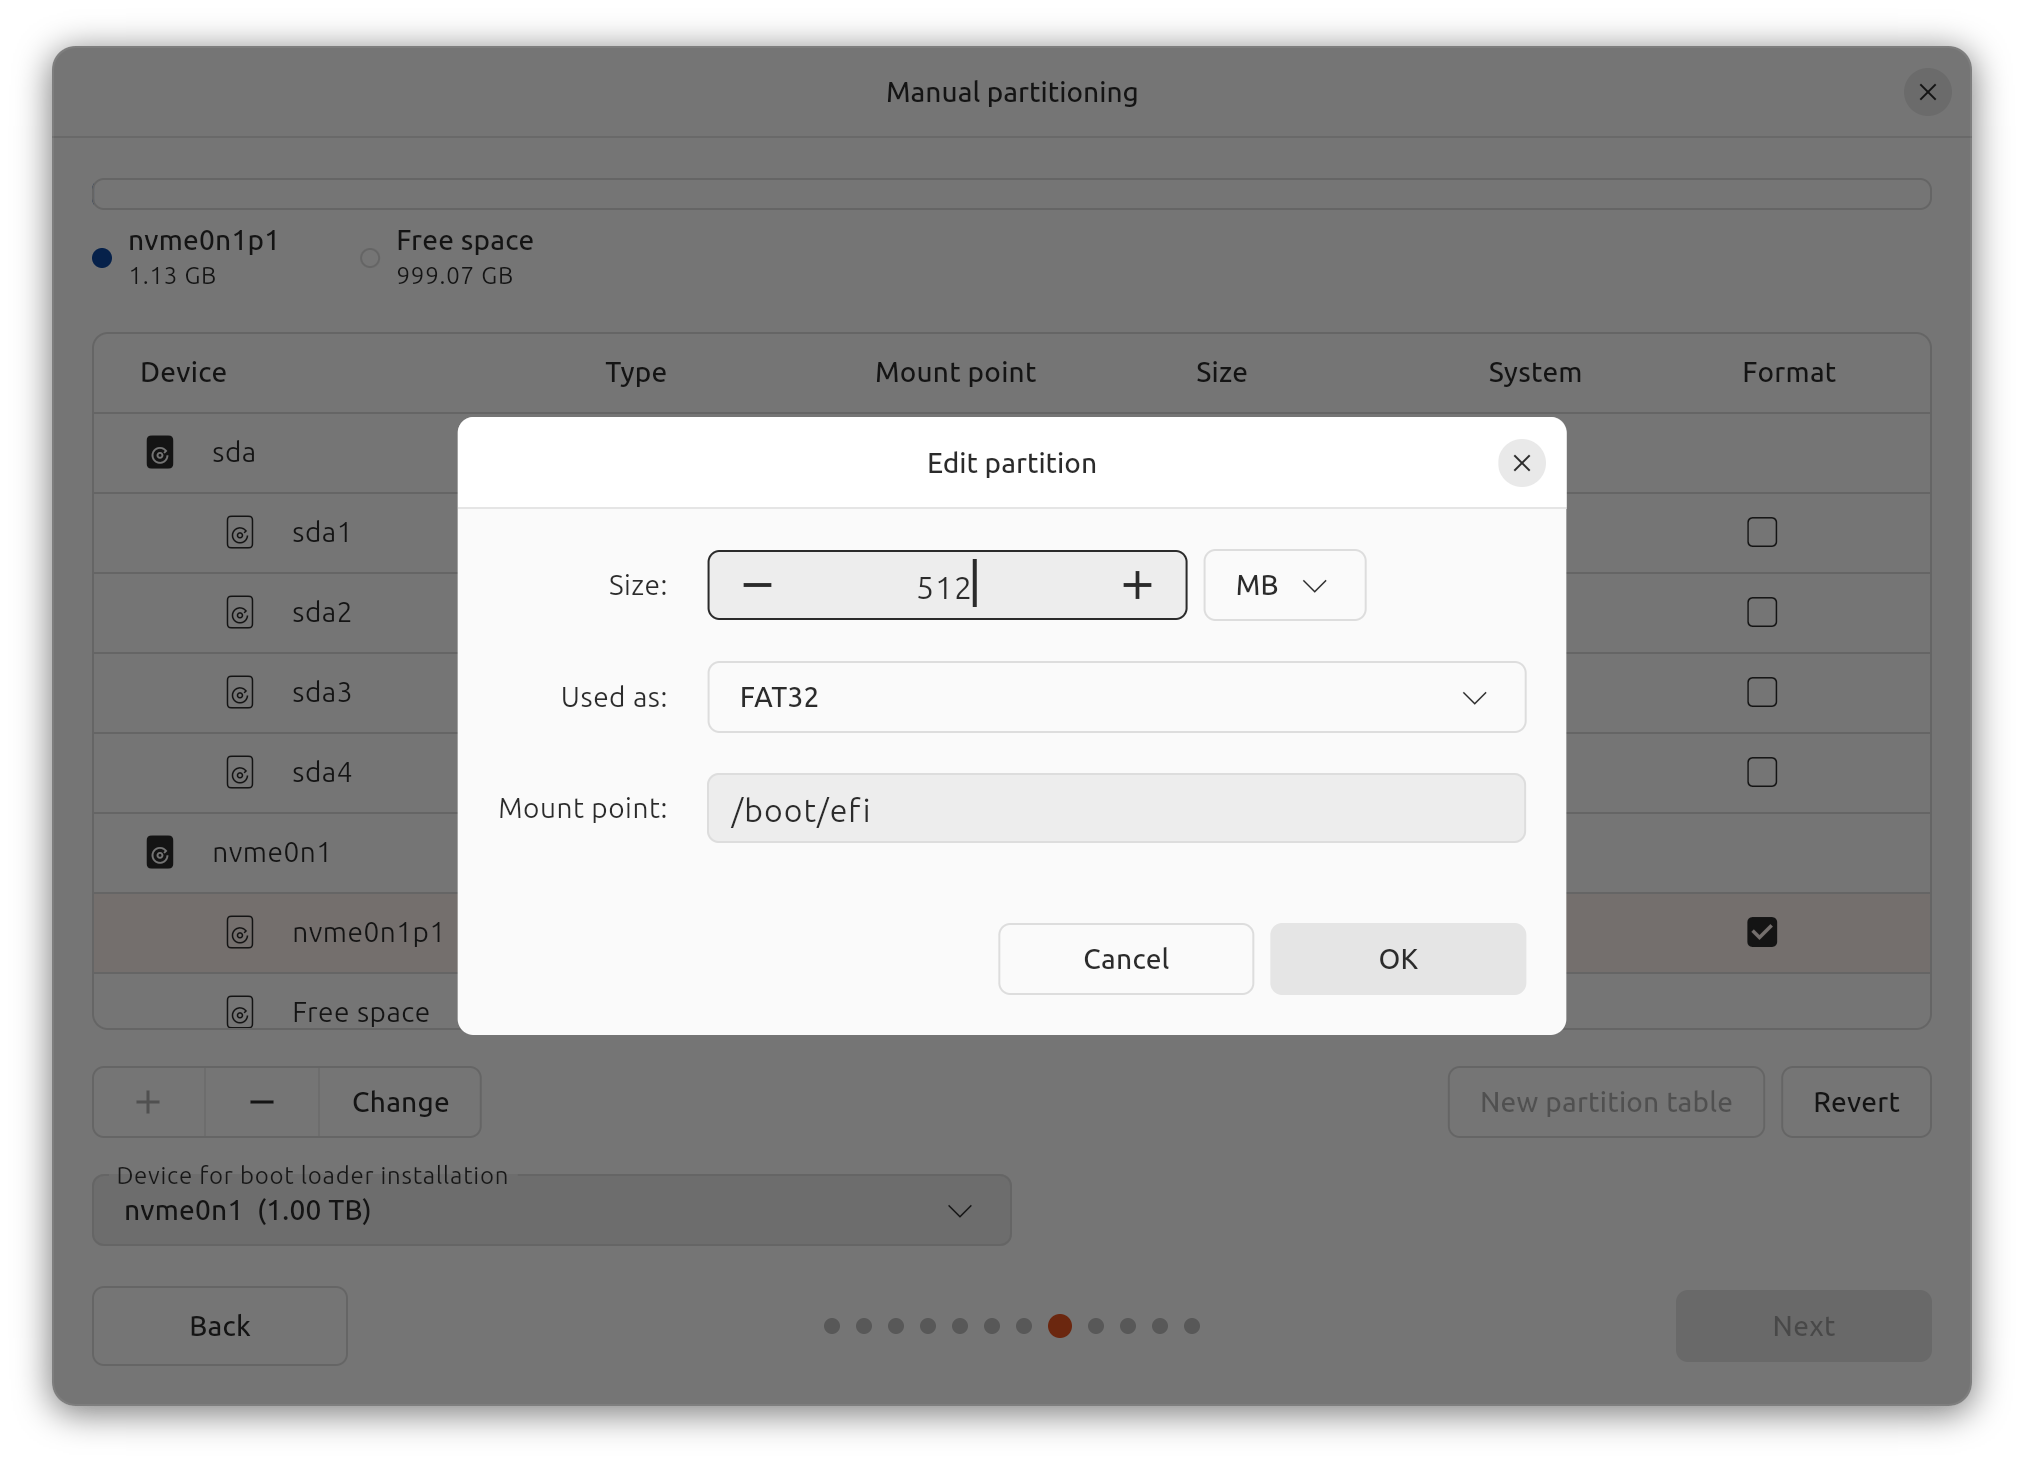 Manual partitioning
nvme0n1p1
1.13 GB
Free space
999.07 GB
Device Type Mount point Size System Format
sda
sda1
sda2
sda3
sda4
nvme0n1
nvme0n1p1
Free space
Edit partition
Size: 512 MB
Used as: FAT32
Mount point: /boot/efi
Cancel OK
Change New partition table Revert
Device for boot loader installation
nvme0n1 (1.00 TB)
Back Next